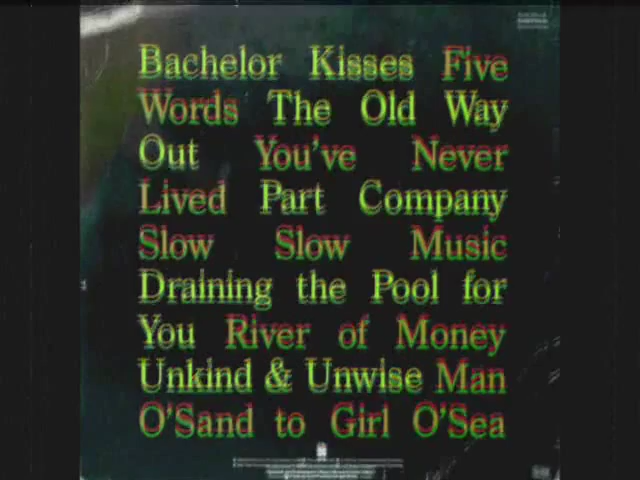 Bachelor Kisses Five
Words The Old Way
Out You've Never
Lived Part Company
Slow Slow Music
Draining the Pool for
You River of Money
Unkind & Unwise Man
O'Sand to Girl O'Sea